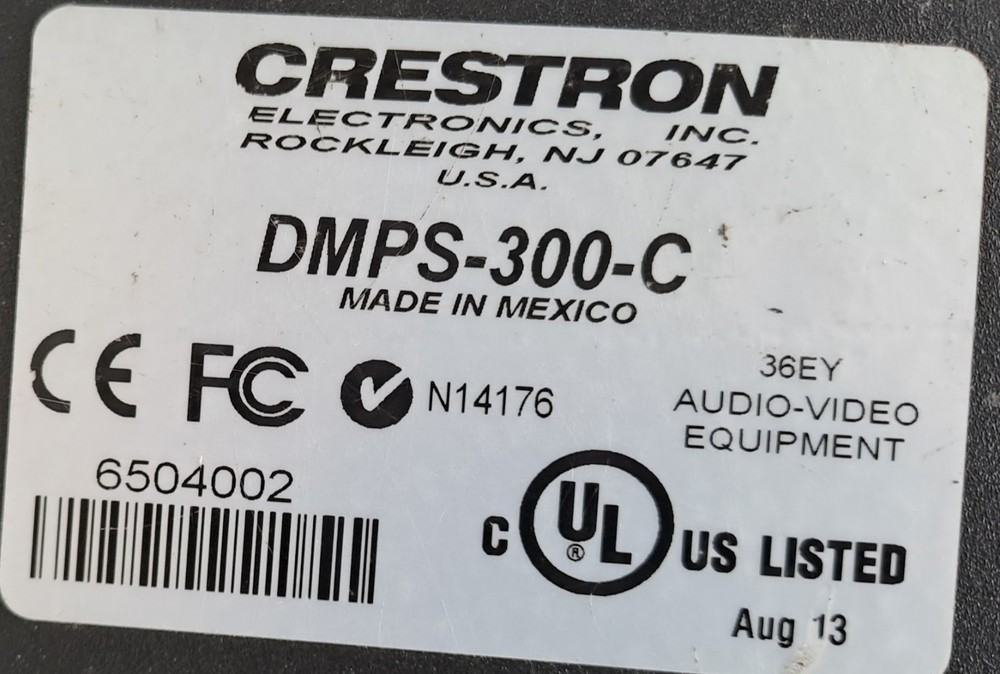 CRESTRON
ELECTRONICS, INC.
ROCKLEIGH, NJ 07647
U.S.A.
DMPS-300-C
MADE IN MEXICO
CE FC N14176
36EY
AUDIO-VIDEO
EQUIPMENT
6504002
C UL® US LISTED
Aug 13